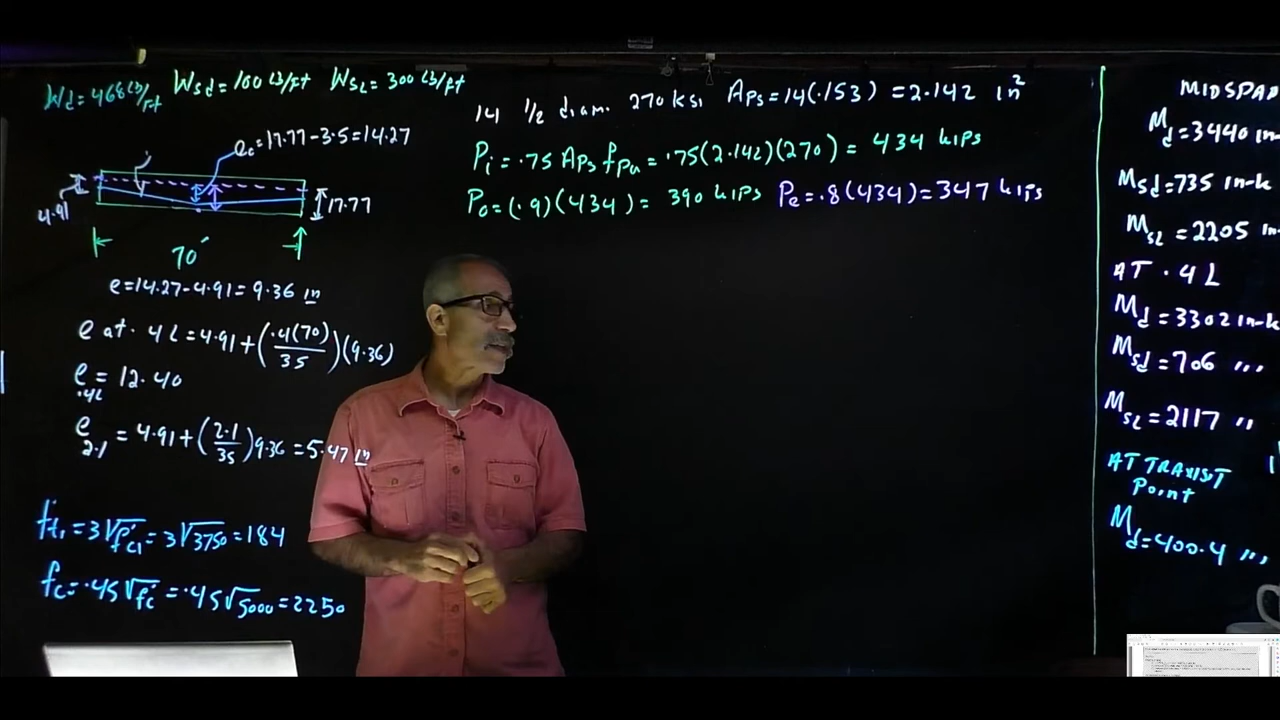 Wd=468 lb/ft Wsd=100 lb/ft WsL=300 lb/ft
ec=17.77-3.5=14.27
4.91
17.77
70'
e=14.27-4.91=9.36 in
e at .4L=4.91+(.4(70)/35)(9.36)
e.4L=12.40
e2.1=4.91+(2.1/35)9.36=5.47 in
fti=3√f'ci=3√3750=184
fc=.45√f'c=.45√5000=2250
14 1/2 diam. 270 ksi Aps=14(.153)=2.142 in²
Pi=.75 Aps fpu=.75(2.142)(270)=434 kips
Po=(.9)(434)=390 kips Pe=.8(434)=347 kips
MIDSPAN
Md=3440 in-k
Msd=735 in-k
MsL=2205 in-k
AT .4L
Md=3302 in-k
Msd=706 ,,,
MsL=2117 ,,
AT
Point
Md=400.4 ,,,